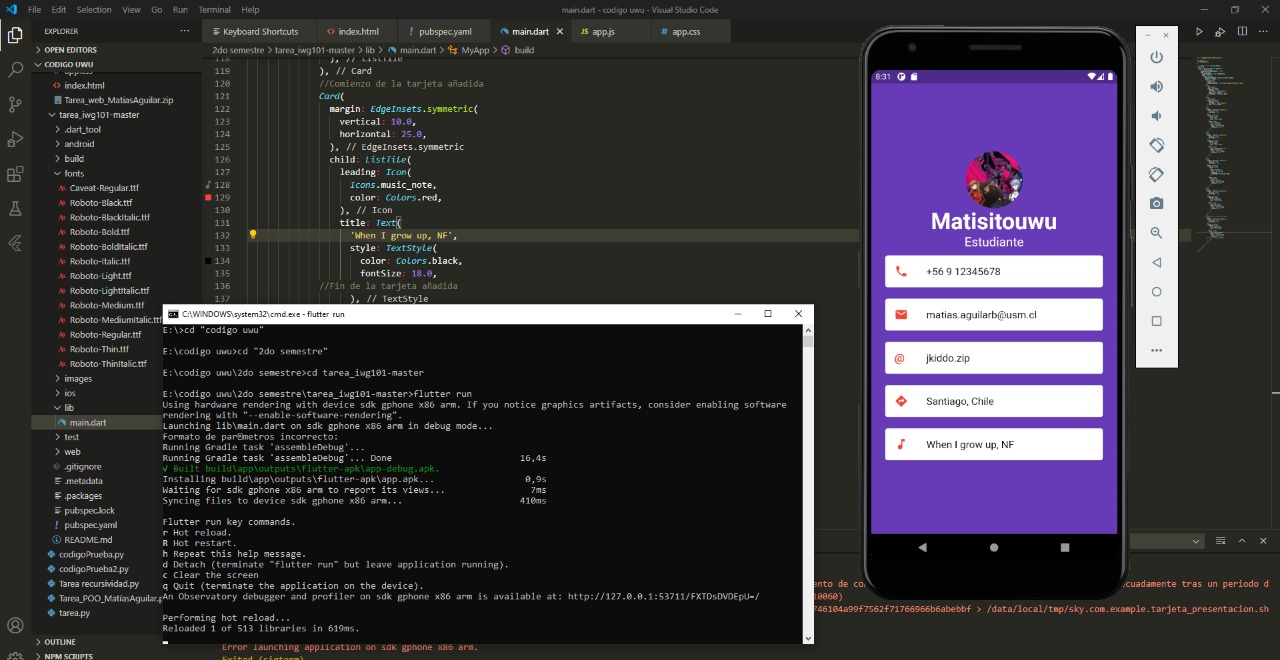 File Edit Selection View Go Run Terminal Help
main.dart - codigo uwu - Visual Studio Code
EXPLORER
OPEN EDITORS
CODIGO UWU
index.html
Tarea_web_MatiasAguilar.zip
tarea_iwg101-master
.dart_tool
android
build
fonts
Caveat-Regular.ttf
Roboto-Black.ttf
Roboto-BlackItalic.ttf
Roboto-Bold.ttf
Roboto-BoldItalic.ttf
Roboto-Italic.ttf
Roboto-Light.ttf
Roboto-LightItalic.ttf
Roboto-Medium.ttf
Roboto-MediumItalic.ttf
Roboto-Regular.ttf
Roboto-Thin.ttf
Roboto-ThinItalic.ttf
images
ios
lib
main.dart
test
web
.gitignore
.metadata
.packages
pubspec.lock
pubspec.yaml
README.md
codigoPrueba.py
codigoPrueba2.py
Tarea recursividad.py
Tarea_POO_MatiasAguilar.p
tarea.py
OUTLINE
NPM SCRIPTS
Keyboard Shortcuts index.html pubspec.yaml main.dart app.js app.css
2do semestre > tarea_iwg101-master > lib > main.dart > MyApp > build
118 ), // ListTile
119 ), // Card
120 //Comienzo de la tarjeta añadida
121 Card(
122 margin: EdgeInsets.symmetric(
123 vertical: 10.0,
124 horizontal: 25.0,
125 ), // EdgeInsets.symmetric
126 child: ListTile(
127 leading: Icon(
128 Icons.music_note,
129 color: Colors.red,
130 ), // Icon
131 title: Text(
132 'When I grow up, NF',
133 style: TextStyle(
134 color: Colors.black,
135 fontSize: 18.0,
136 //Fin de la tarjeta añadida
137 ), // TextStyle
C:\WINDOWS\system32\cmd.exe - flutter run
E:\>cd "codigo uwu"
E:\codigo uwu>cd "2do semestre"
E:\codigo uwu\2do semestre>cd tarea_iwg101-master
E:\codigo uwu\2do semestre\tarea_iwg101-master>flutter run
Using hardware rendering with device sdk gphone x86 arm. If you notice graphics artifacts, consider enabling software
rendering with "--enable-software-rendering".
Launching lib\main.dart on sdk gphone x86 arm in debug mode...
Formato de parámetros incorrecto:
Running Gradle task 'assembleDebug'...
Running Gradle task 'assembleDebug'... Done 16,4s
√ Built build\app\outputs\flutter-apk\app-debug.apk.
Installing build\app\outputs\flutter-apk\app.apk... 0,9s
Waiting for sdk gphone x86 arm to report its views... 7ms
Syncing files to device sdk gphone x86 arm... 410ms
Flutter run key commands.
r Hot reload.
R Hot restart.
h Repeat this help message.
d Detach (terminate "flutter run" but leave application running).
c Clear the screen
q Quit (terminate the application on the device).
An Observatory debugger and profiler on sdk gphone x86 arm is available at: http://127.0.0.1:53711/FXTDsDVDEpU=/
Performing hot reload...
Reloaded 1 of 513 libraries in 619ms.
Error launching application on sdk gphone x86 arm.
Exited (sigterm)
8:31
Matisitouwu
Estudiante
+56 9 12345678
matias.aguilarb@usm.cl
@ jkiddo.zip
Santiago, Chile
When I grow up, NF
ecuadamente tras un periodo d
10060)
746104a99f7562f71766966b6abebbf > /data/local/tmp/sky.com.example.tarjeta_presentacion.sh